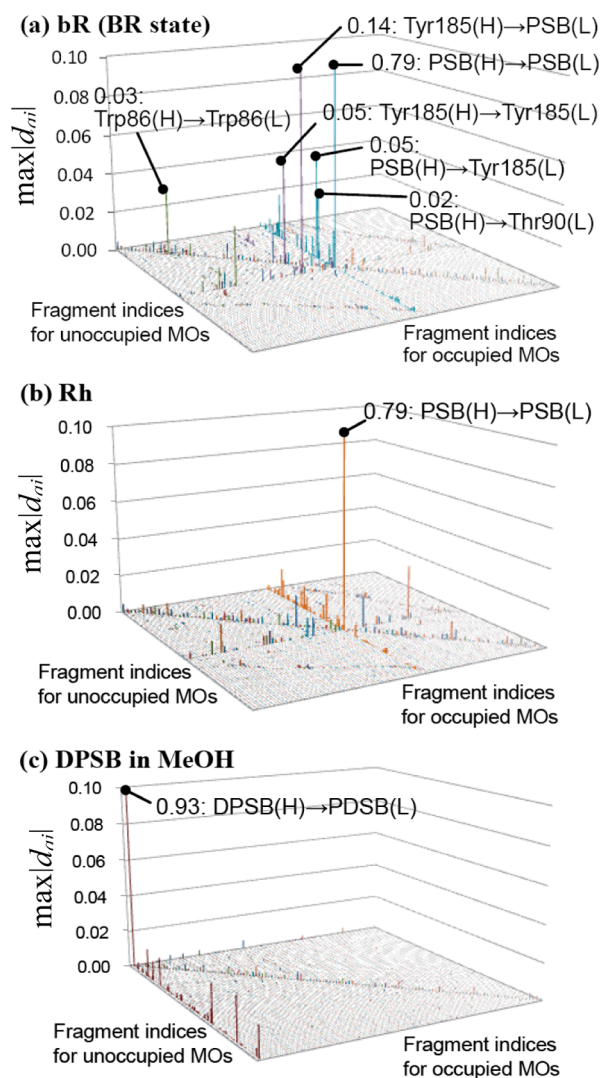 (a) bR (BR state)
0.14: Tyr185(H)→PSB(L)
0.79: PSB(H)→PSB(L)
0.03:
Trp86(H)→Trp86(L)
0.05: Tyr185(H)→Tyr185(L)
0.05:
PSB(H)→Tyr185(L)
0.02:
PSB(H)→Thr90(L)
max|dai|
0.10
0.08
0.06
0.04
0.02
0.00
Fragment indices
for unoccupied MOs
Fragment indices
for occupied MOs
(b) Rh
0.79: PSB(H)→PSB(L)
max|dai|
0.10
0.08
0.06
0.04
0.02
0.00
Fragment indices
for unoccupied MOs
Fragment indices
for occupied MOs
(c) DPSB in MeOH
0.93: DPSB(H)→PDSB(L)
max|dai|
0.10
0.08
0.06
0.04
0.02
0.00
Fragment indices
for unoccupied MOs
Fragment indices
for occupied MOs